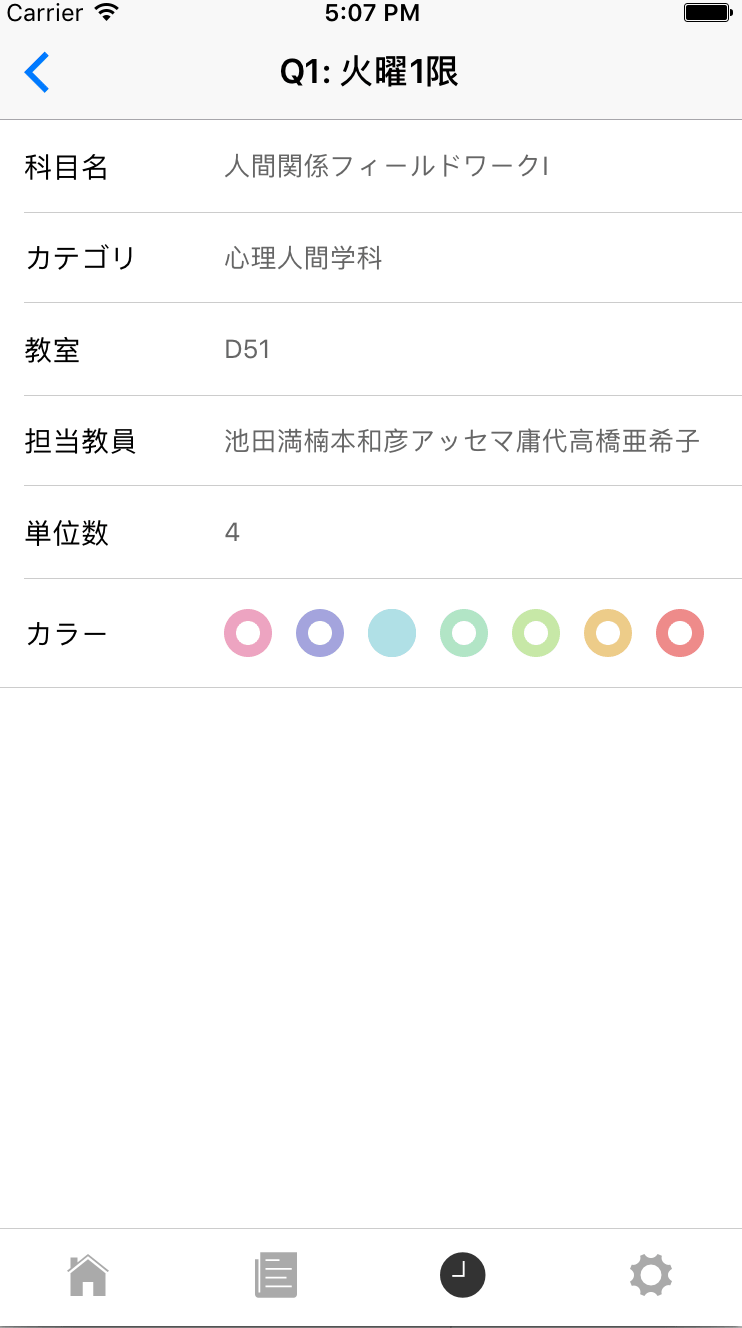 Carrier 5:07 PM
Q1: 火曜1限
科目名 人間関係フィールドワークI
カテゴリ 心理人間学科
教室 D51
担当教員 池田満楠本和彦アッセマ庸代高橋亜希子
単位数 4
カラー